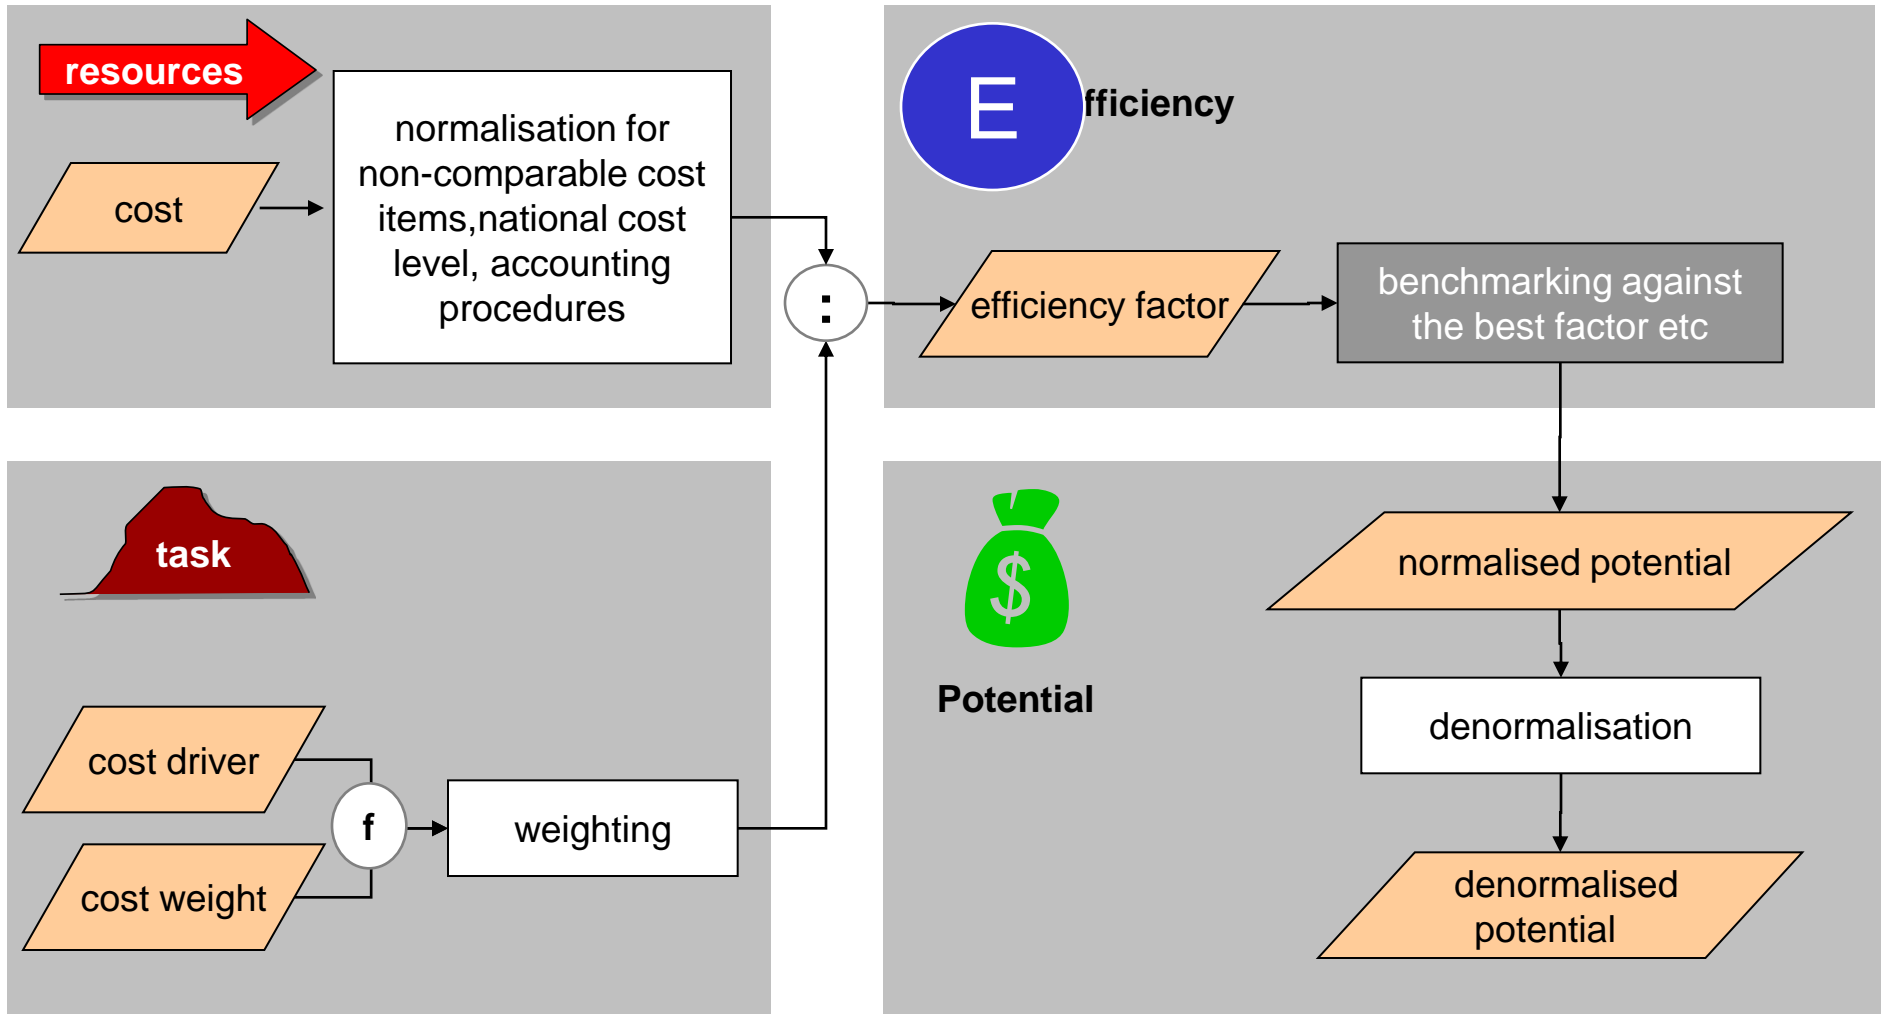 resources
cost
normalisation for
non-comparable cost
items,national cost
level, accounting
procedures
:
E
fficiency
efficiency factor
benchmarking against
the best factor etc
task
cost driver
cost weight
f
weighting
$
Potential
normalised potential
denormalisation
denormalised
potential